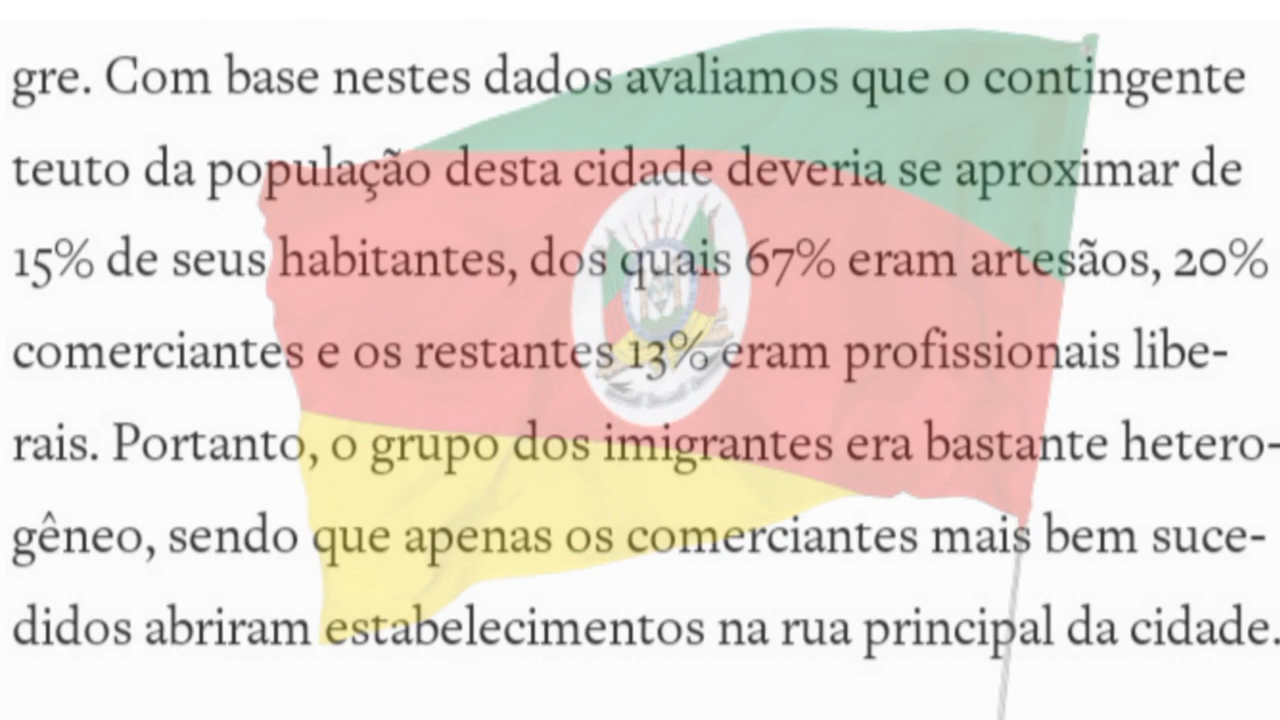 gre. Com base nestes dados avaliamos que o contingente
teuto da população desta cidade deveria se aproximar de
15% de seus habitantes, dos quais 67% eram artesãos, 20%
comerciantes e os restantes 13% eram profissionais libe-
rais. Portanto, o grupo dos imigrantes era bastante hetero-
gêneo, sendo que apenas os comerciantes mais bem suce-
didos abriram estabelecimentos na rua principal da cidade.